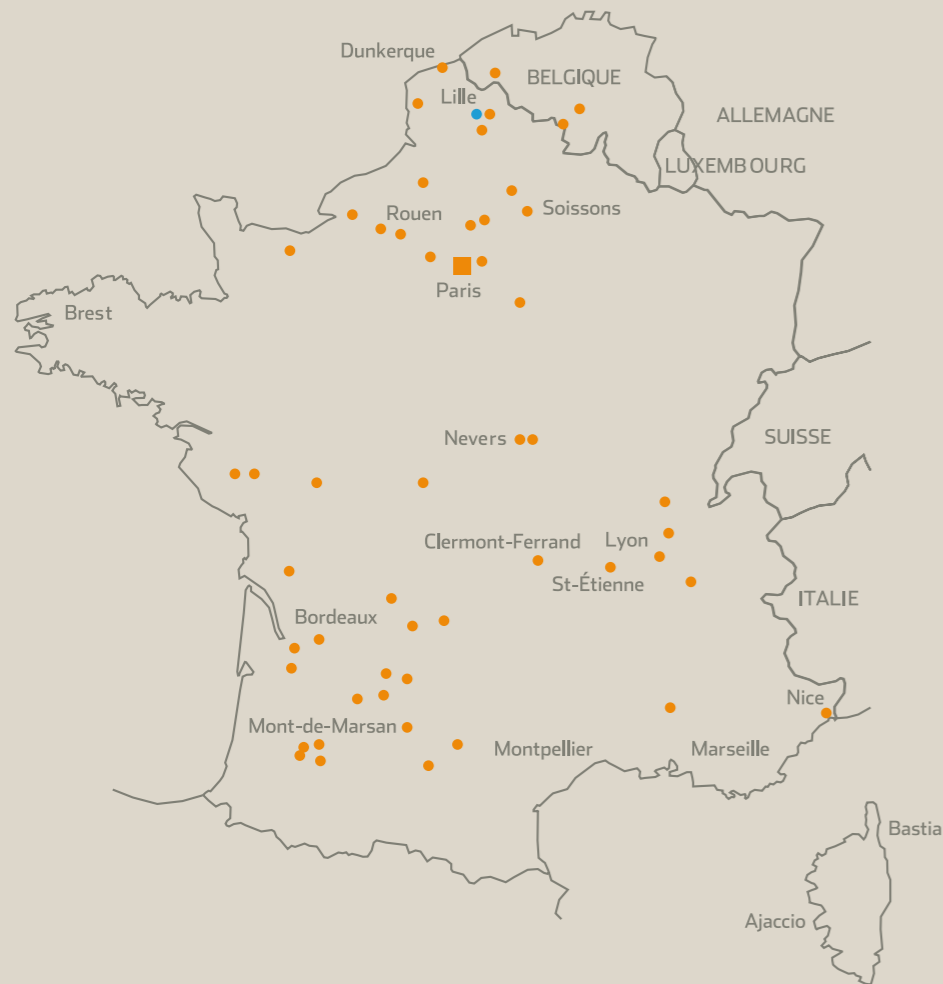 Dunkerque
BELGIQUE
Lille
ALLEMAGNE
LUXEMBOURG
Soissons
Rouen
Paris
Brest
Nevers
SUISSE
Clermont-Ferrand
Lyon
St-Étienne
ITALIE
Bordeaux
Nice
Mont-de-Marsan
Montpellier
Marseille
Bastia
Ajaccio